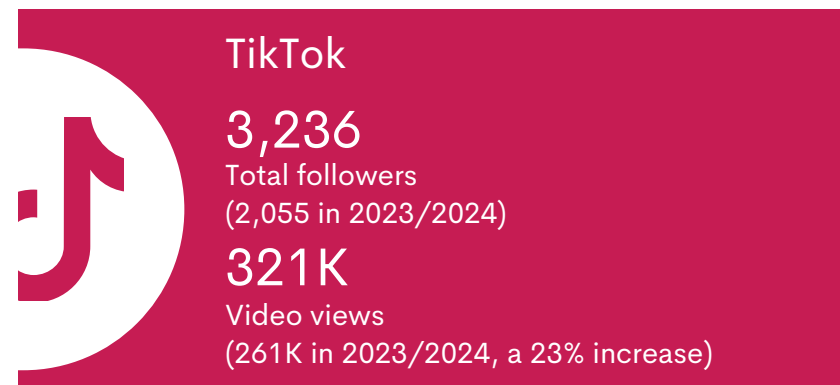 TikTok
3,236
Total followers
(2,055 in 2023/2024)
321K
Video views
(261K in 2023/2024, a 23% increase)